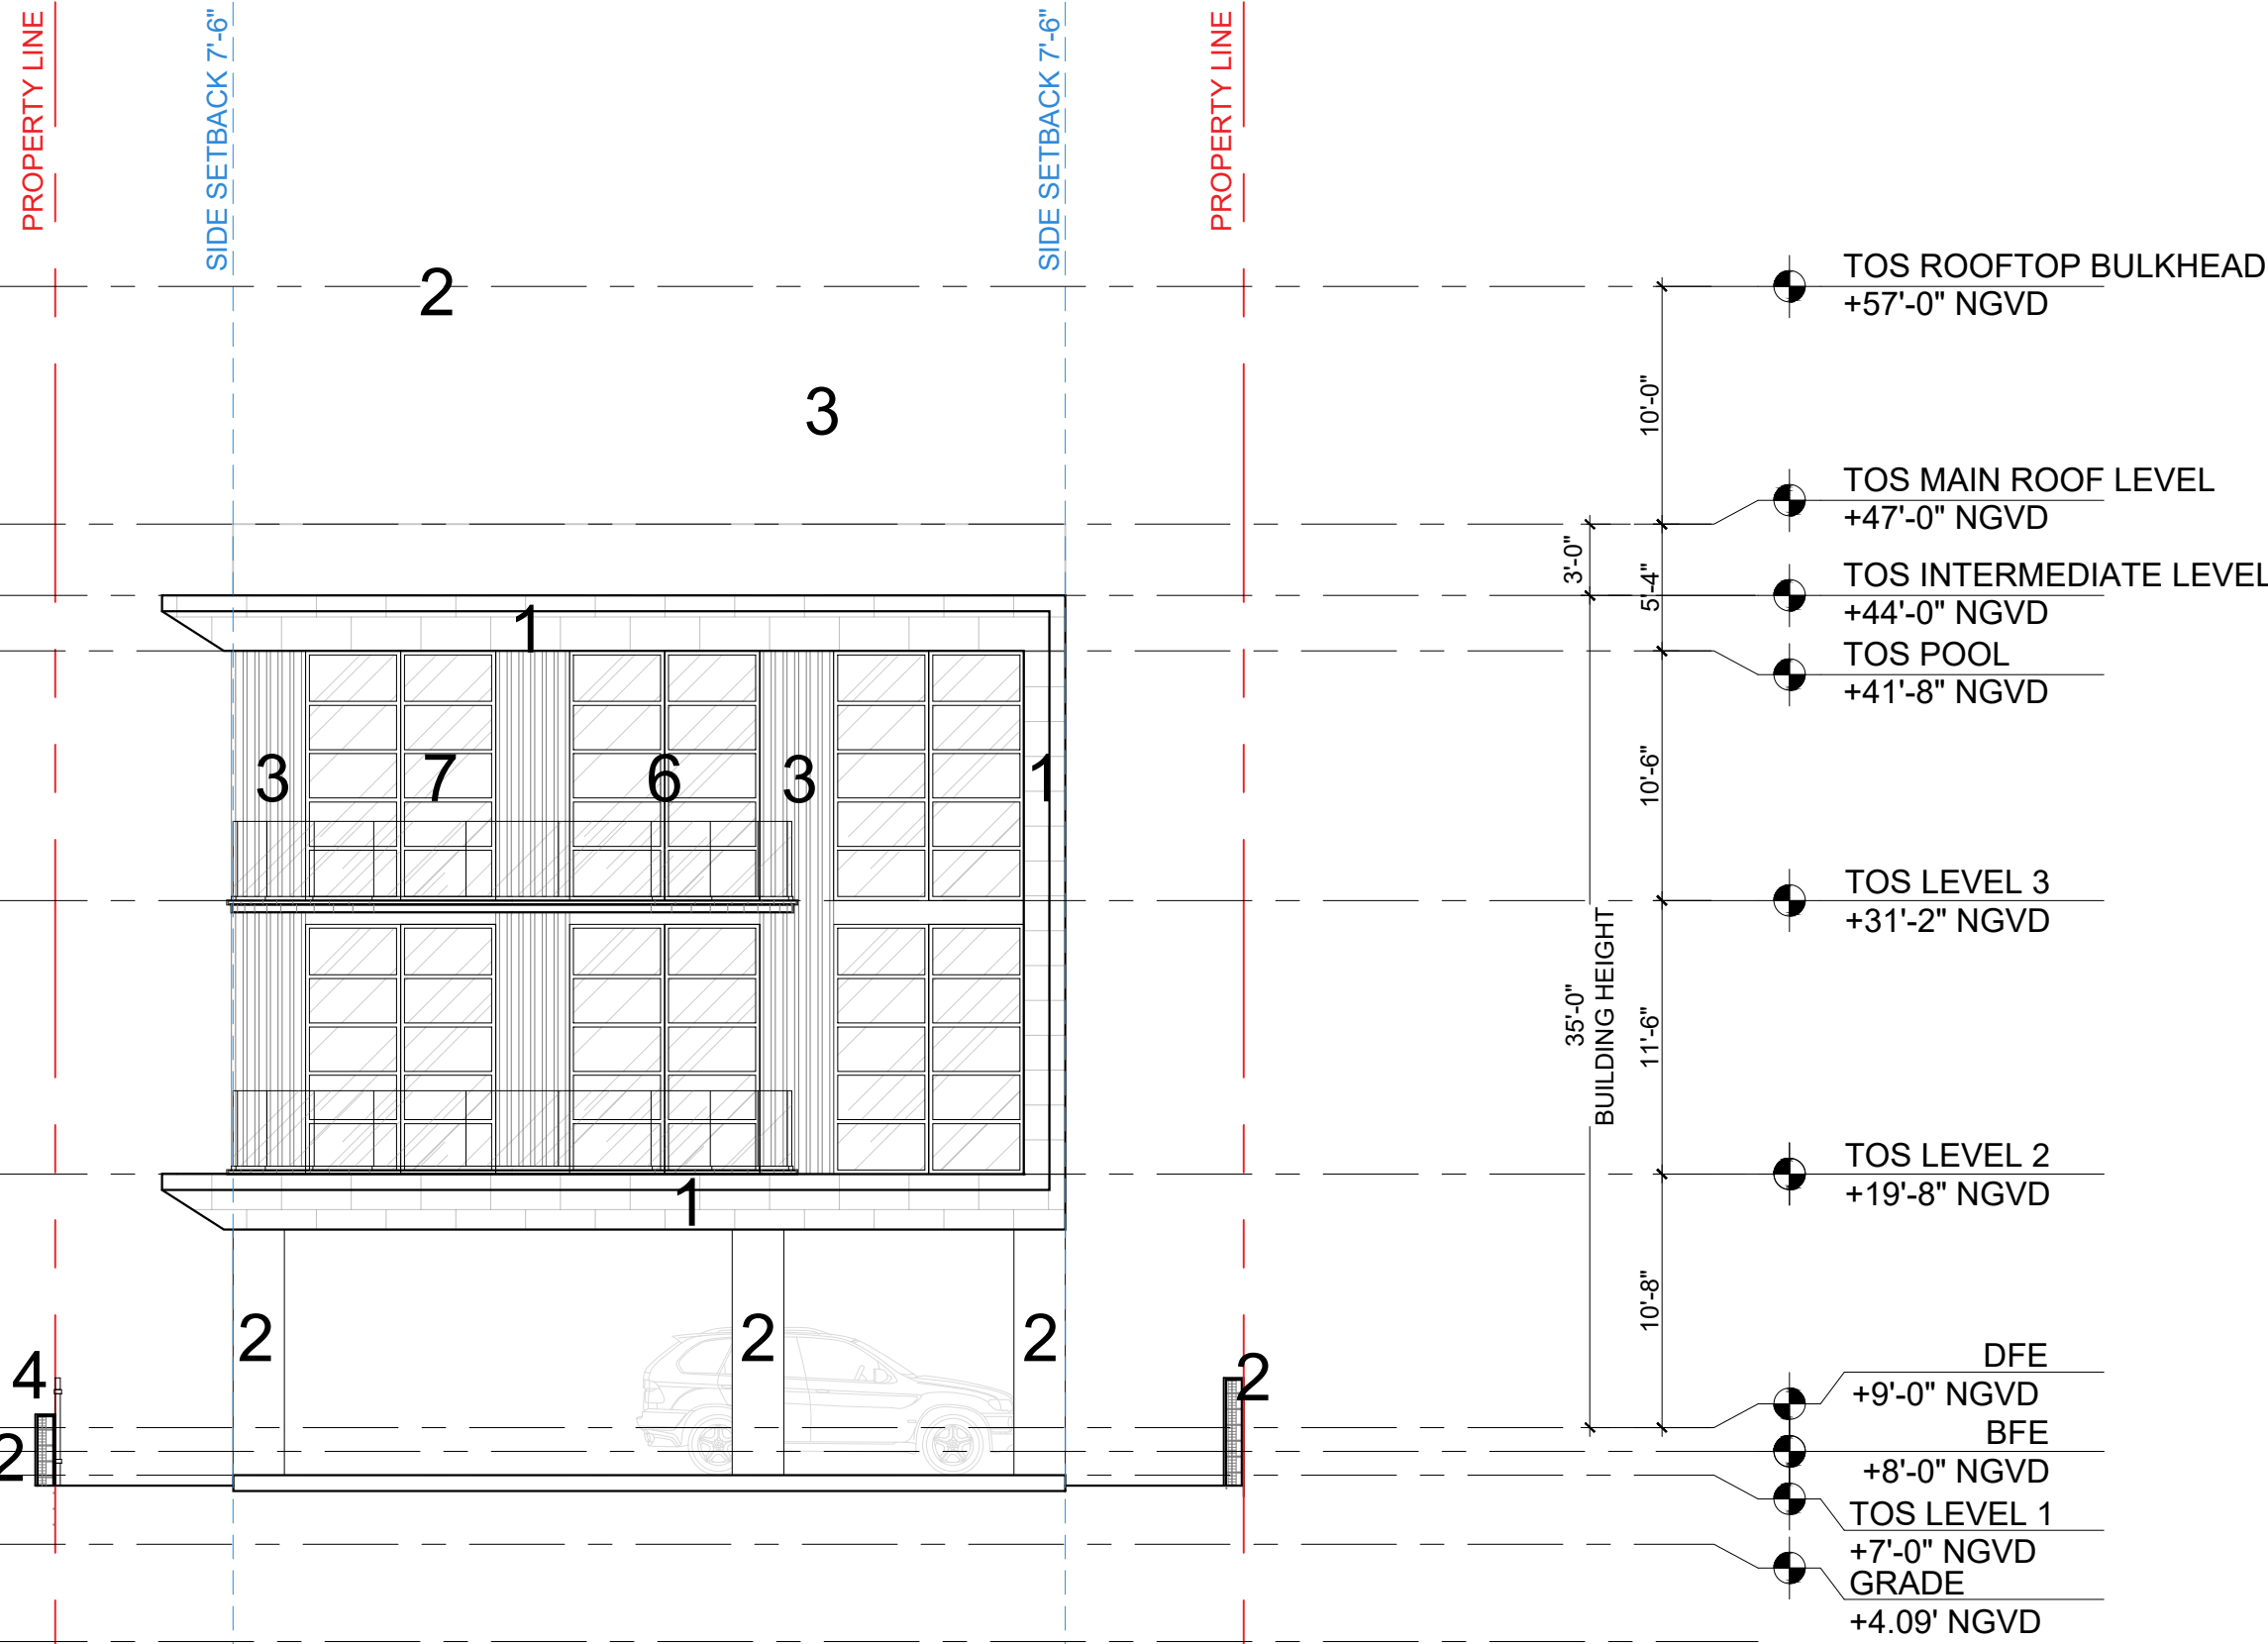 PROPERTY LINE
SIDE SETBACK 7'-6"
SIDE SETBACK 7'-6"
PROPERTY LINE
2
3
1
3
7
6
3
1
1
2
2
2
4
2
2
10'-0"
3'-0"
5'-4"
10'-6"
35'-0"
BUILDING HEIGHT
11'-6"
10'-8"
TOS ROOFTOP BULKHEAD
+57'-0" NGVD
TOS MAIN ROOF LEVEL
+47'-0" NGVD
TOS INTERMEDIATE LEVEL
+44'-0" NGVD
TOS POOL
+41'-8" NGVD
TOS LEVEL 3
+31'-2" NGVD
TOS LEVEL 2
+19'-8" NGVD
DFE
+9'-0" NGVD
BFE
+8'-0" NGVD
TOS LEVEL 1
+7'-0" NGVD
GRADE
+4.09' NGVD